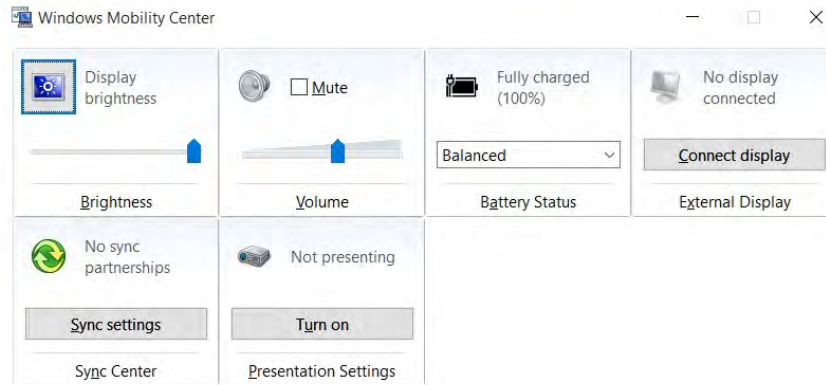 Windows Mobility Center
Display
brightness
Brightness
Mute
Volume
Fully charged
(100%)
Balanced
Battery Status
No display
connected
Connect display
External Display
No sync
partnerships
Sync settings
Sync Center
Not presenting
Turn on
Presentation Settings